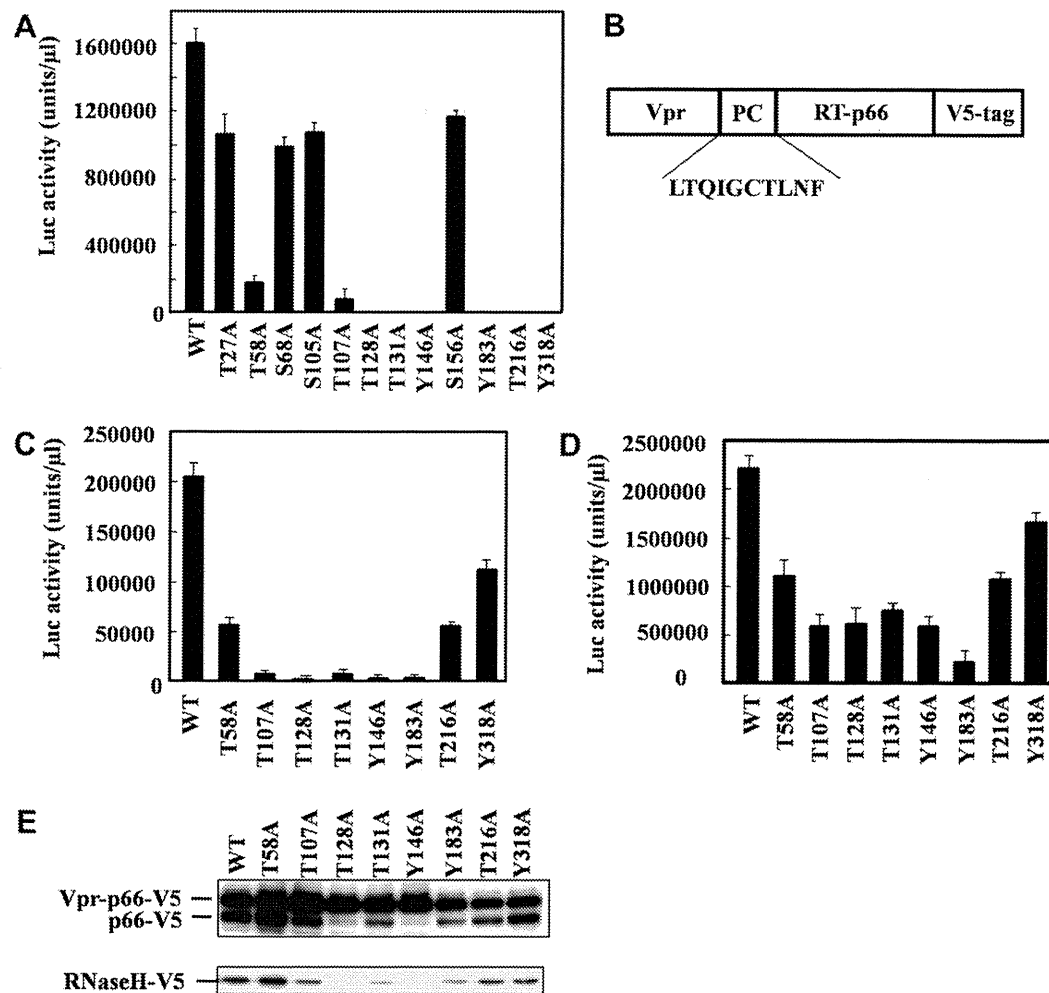 A
Luc activity (units/µl)
1600000
1200000
800000
400000
0
WT
T27A
T58A
S68A
S105A
T107A
T128A
T131A
Y146A
S156A
Y183A
T216A
Y318A
B
Vpr PC RT-p66 V5-tag
LTQIGCTLNF
C
Luc activity (units/µl)
250000
200000
150000
100000
50000
0
WT
T58A
T107A
T128A
T131A
Y146A
Y183A
T216A
Y318A
D
Luc activity (units/µl)
2500000
2000000
1500000
1000000
500000
0
WT
T58A
T107A
T128A
T131A
Y146A
Y183A
T216A
Y318A
E
WT
T58A
T107A
T128A
T131A
Y146A
Y183A
T216A
Y318A
Vpr-p66-V5
p66-V5
RNaseH-V5